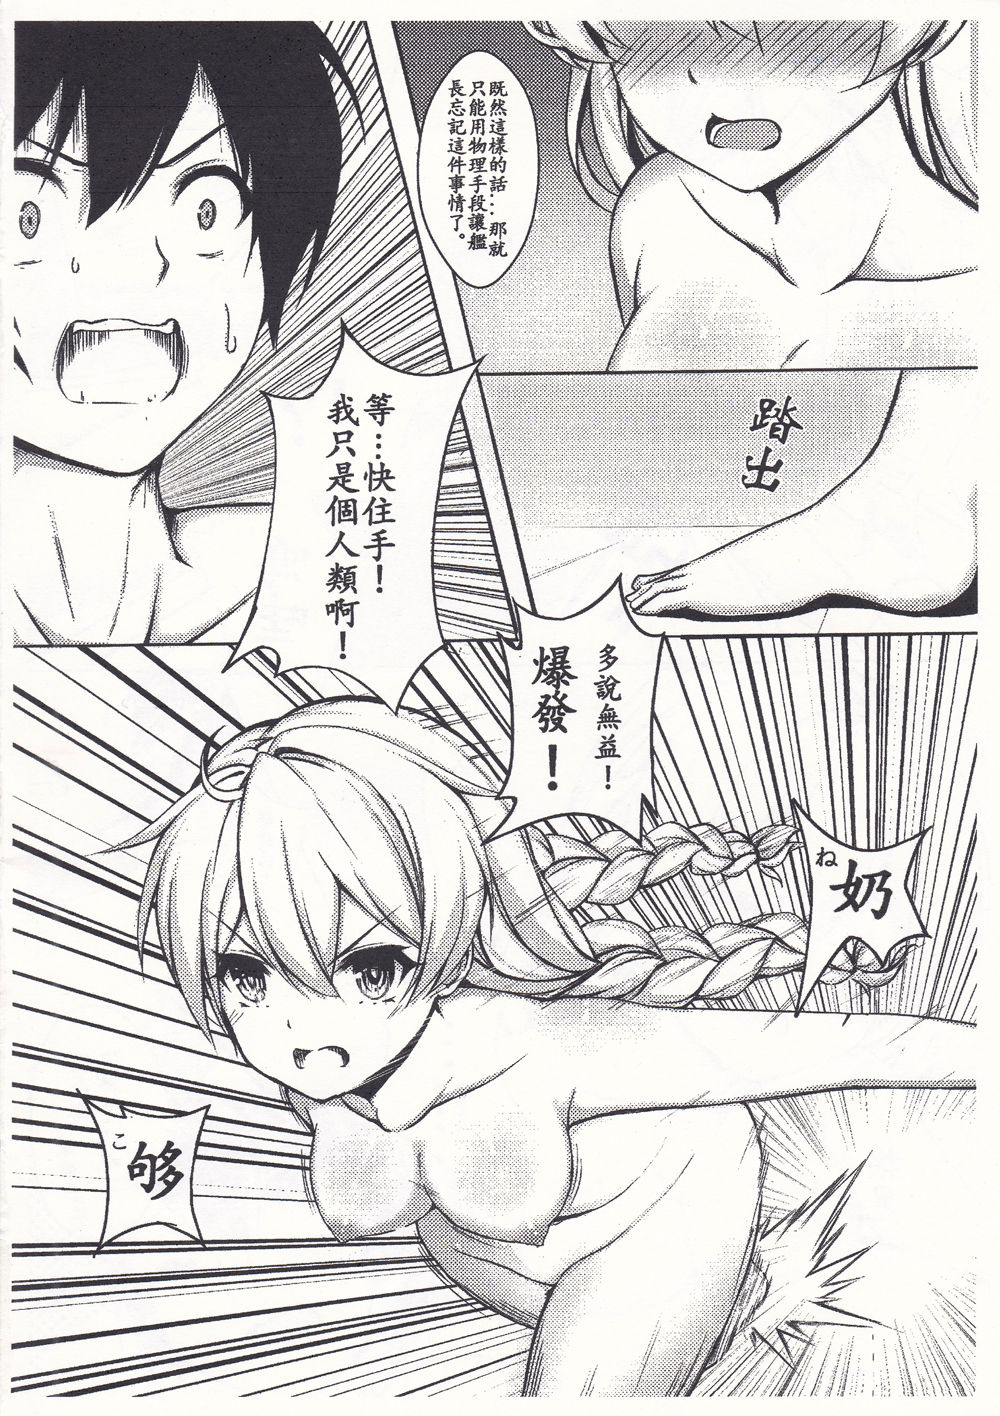 既然這樣的話...那就
只能用物理手段讓艦
長忘記這件事情了。
踏出
等...快住手！
我只是個人類啊！
多說無益！
爆發！
奶
ね
够
こ